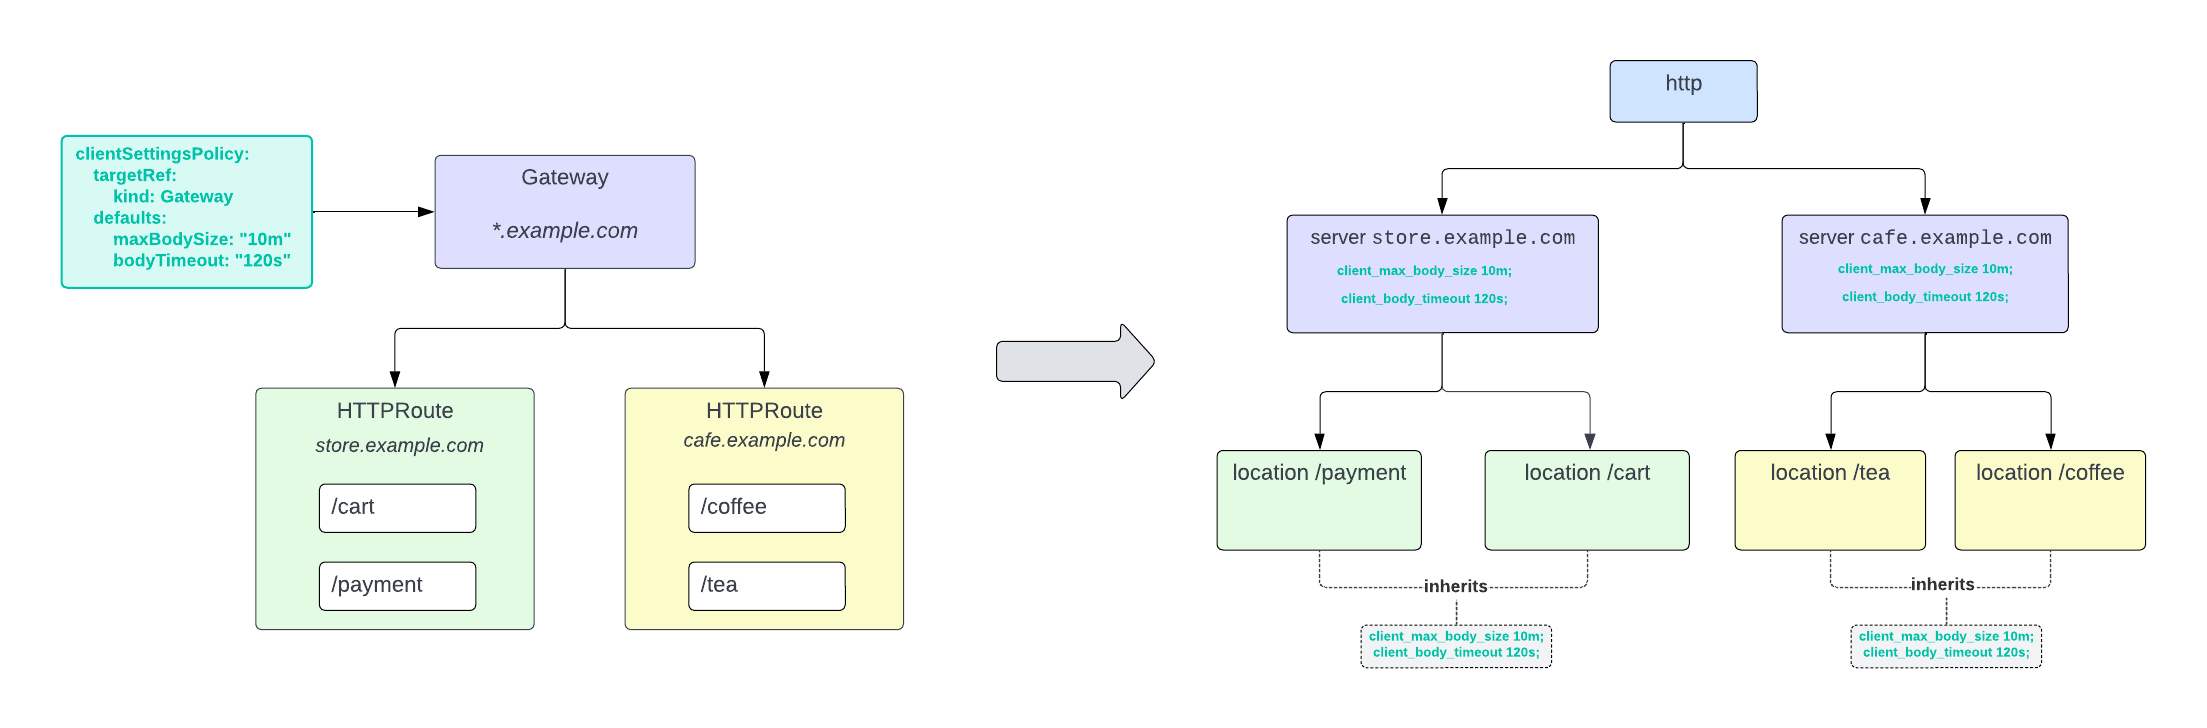 clientSettingsPolicy:
targetRef:
kind: Gateway
defaults:
maxBodySize: "10m"
bodyTimeout: "120s"
Gateway
*.example.com
HTTPRoute
store.example.com
/cart
/payment
HTTPRoute
cafe.example.com
/coffee
/tea
http
server store.example.com
client_max_body_size 10m;
client_body_timeout 120s;
server cafe.example.com
client_max_body_size 10m;
client_body_timeout 120s;
location /payment
location /cart
location /tea
location /coffee
inherits
client_max_body_size 10m;
client_body_timeout 120s;
inherits
client_max_body_size 10m;
client_body_timeout 120s;